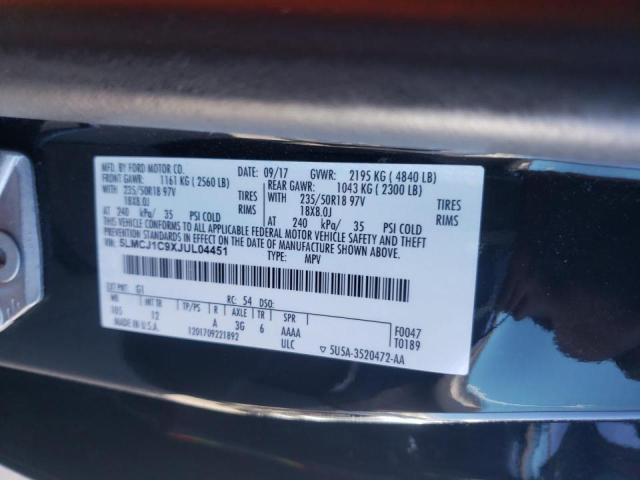 MFD. BY FORD MOTOR CO. 09/17 GVWR: 2195 KG ( 4840 LB)
FRONT GAWR: 1161 KG ( 2560 LB) REAR GAWR: 1043 KG ( 2300 LB)
WITH 235/50R18 97V TIRES WITH 235/50R18 97V TIRES
18X8.0J RIMS 18X8.0J RIMS
AT 240 kPa/ 35 PSI COLD AT 240 kPa/ 35 PSI COLD
THIS VEHICLE CONFORMS TO ALL APPLICABLE FEDERAL MOTOR VEHICLE SAFETY AND THEFT
PREVENTION STANDARDS IN EFFECT ON THE DATE OF MANUFACTURE SHOWN ABOVE.
VIN: 5LMCJ1C9XJUL04451 TYPE: MPV
EXT PNT: G1 RC: 54 DSO:
WB INT TR TP/PS R AXLE TR SPR
105 12 A 3G 6 AAAA F0047
MADE IN U.S.A. 1201709221892 ULC T0189
▽ 5U5A-3520472-AA